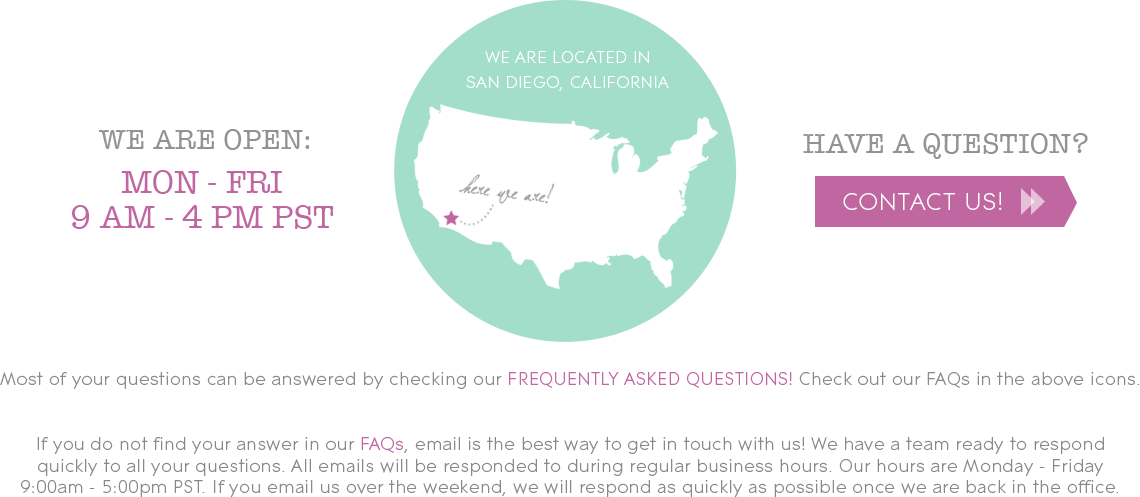 WE ARE LOCATED IN
SAN DIEGO, CALIFORNIA
WE ARE OPEN:
MON - FRI
9 AM - 4 PM PST
here we are!
HAVE A QUESTION?
CONTACT US!
Most of your questions can be answered by checking our FREQUENTLY ASKED QUESTIONS! Check out our FAQs in the above icons.
If you do not find your answer in our FAQs, email is the best way to get in touch with us! We have a team ready to respond
quickly to all your questions. All emails will be responded to during regular business hours. Our hours are Monday - Friday
9:00am - 5:00pm PST. If you email us over the weekend, we will respond as quickly as possible once we are back in the office.